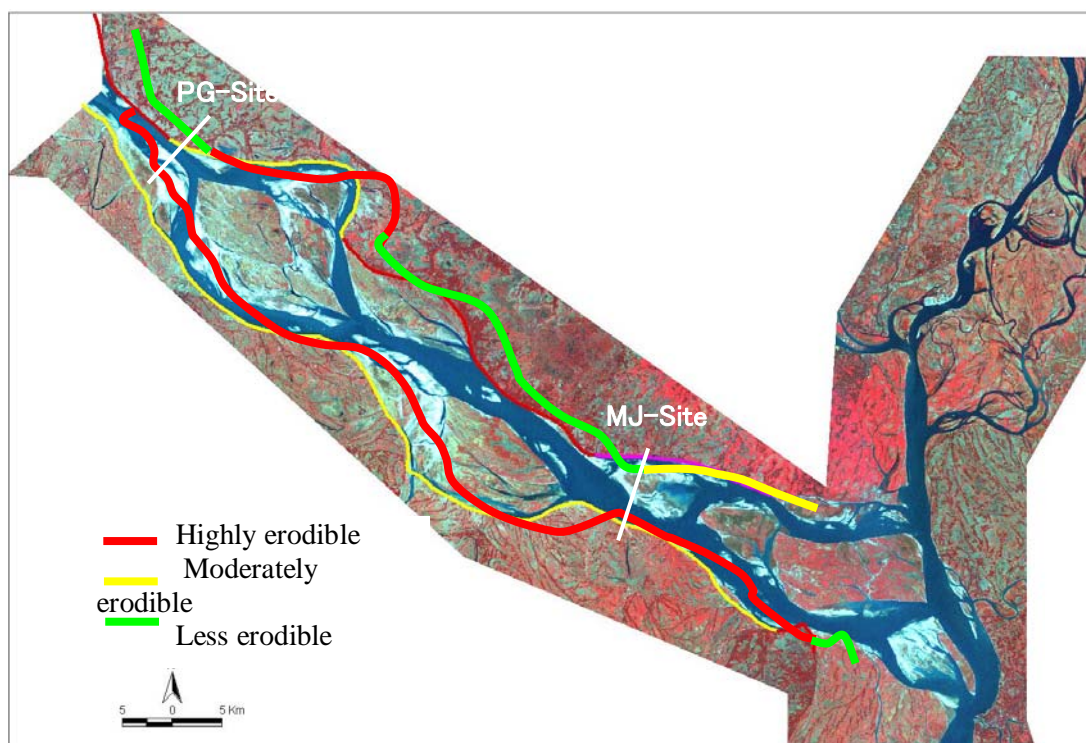 PG-Site
MJ-Site
Highly erodible
Moderately
erodible
Less erodible
5 0 5 Km